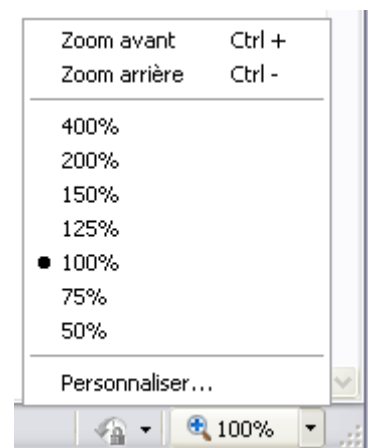 Zoom avant Ctrl +
Zoom arrière Ctrl -
400%
200%
150%
125%
100%
75%
50%
Personnaliser...
100%